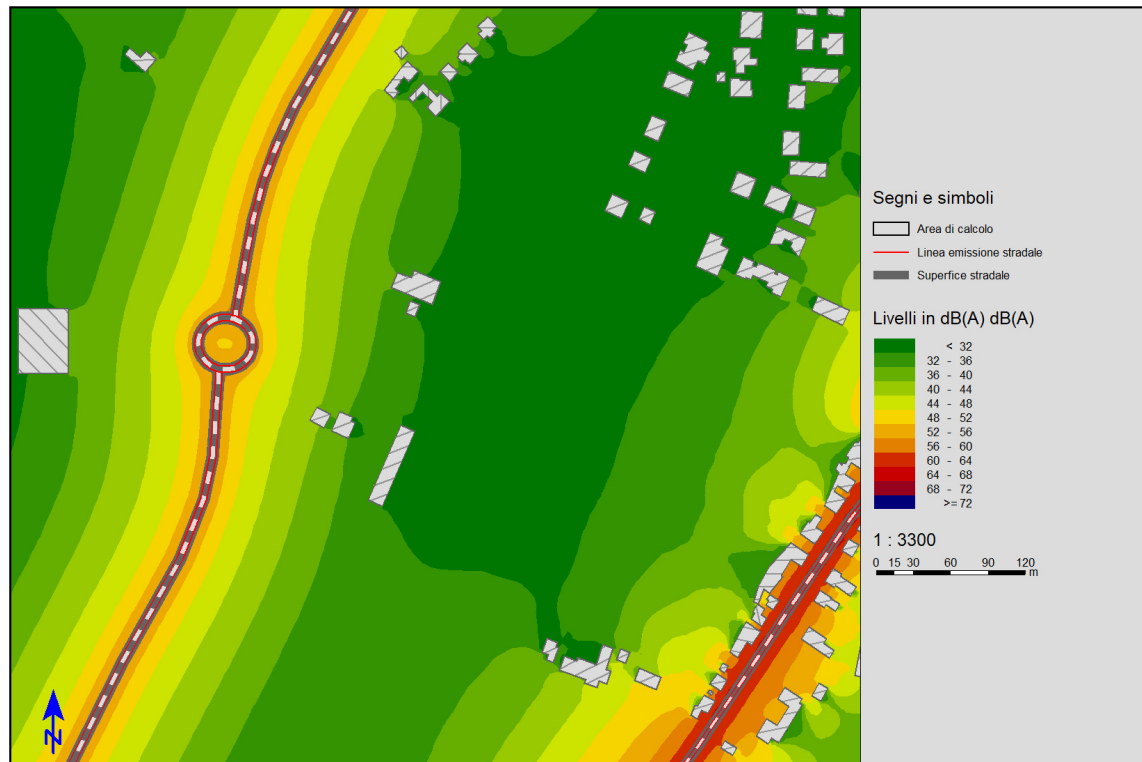 Segni e simboli
Area di calcolo
Linea emissione stradale
Superfice stradale
Livelli in dB(A) dB(A)
< 32
32 - 36
36 - 40
40 - 44
44 - 48
48 - 52
52 - 56
56 - 60
60 - 64
64 - 68
68 - 72
>= 72
1 : 3300
0 15 30 60 90 120
m
N